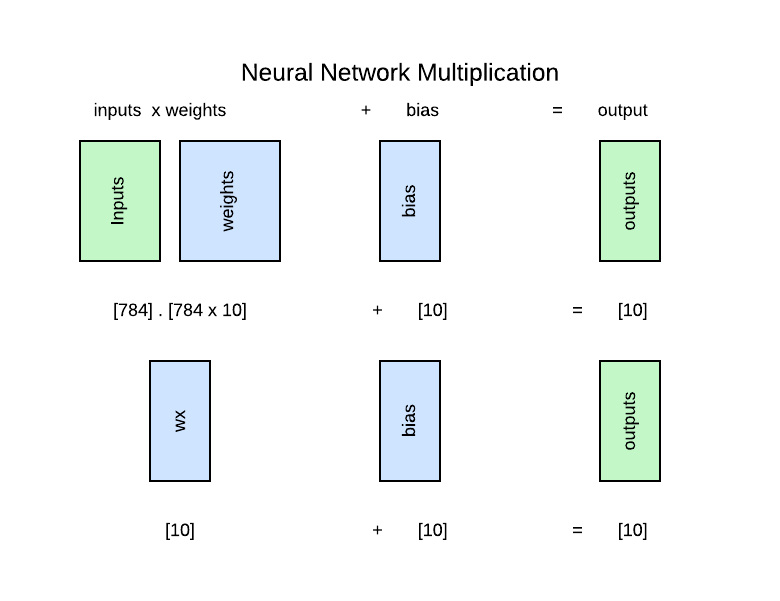 Neural Network Multiplication
inputs x weights + bias = output
Inputs weights bias outputs
[784] . [784 x 10] + [10] = [10]
wx bias outputs
[10] + [10] = [10]